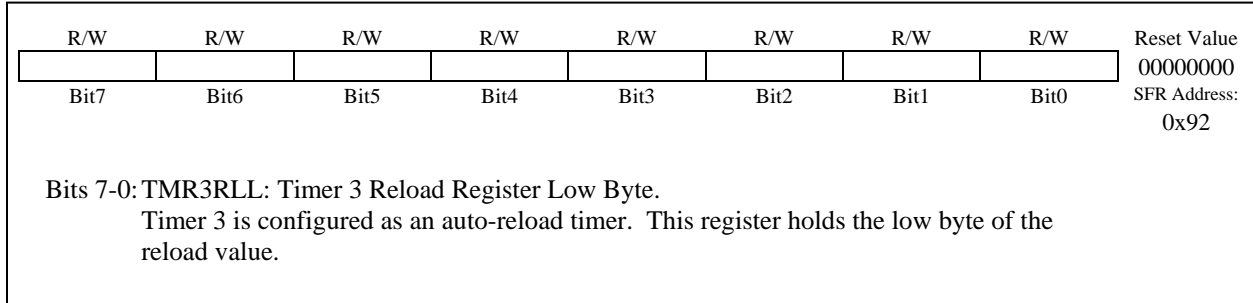 R/W R/W R/W R/W R/W R/W R/W R/W Reset Value
00000000
Bit7 Bit6 Bit5 Bit4 Bit3 Bit2 Bit1 Bit0 SFR Address:
0x92
Bits 7-0: TMR3RLL: Timer 3 Reload Register Low Byte.
Timer 3 is configured as an auto-reload timer. This register holds the low byte of the
reload value.